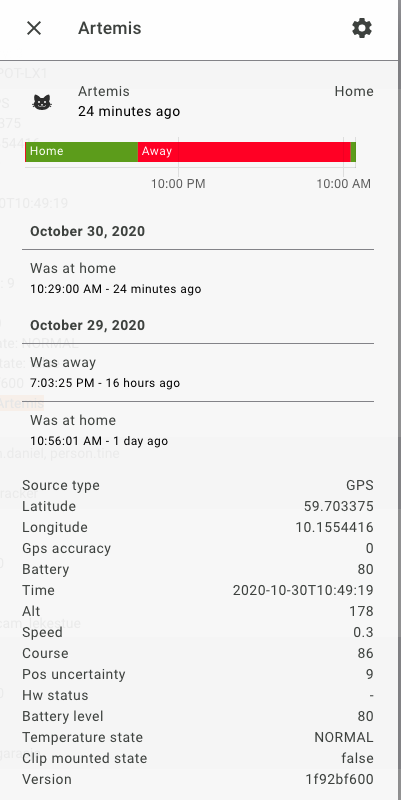 Artemis
Artemis Home
24 minutes ago
Home Away
10:00 PM 10:00 AM
October 30, 2020
Was at home
10:29:00 AM - 24 minutes ago
October 29, 2020
Was away
7:03:25 PM - 16 hours ago
Was at home
10:56:01 AM - 1 day ago
Source type GPS
Latitude 59.703375
Longitude 10.1554416
Gps accuracy 0
Battery 80
Time 2020-10-30T10:49:19
Alt 178
Speed 0.3
Course 86
Pos uncertainty 9
Hw status -
Battery level 80
Temperature state NORMAL
Clip mounted state false
Version 1f92bf600